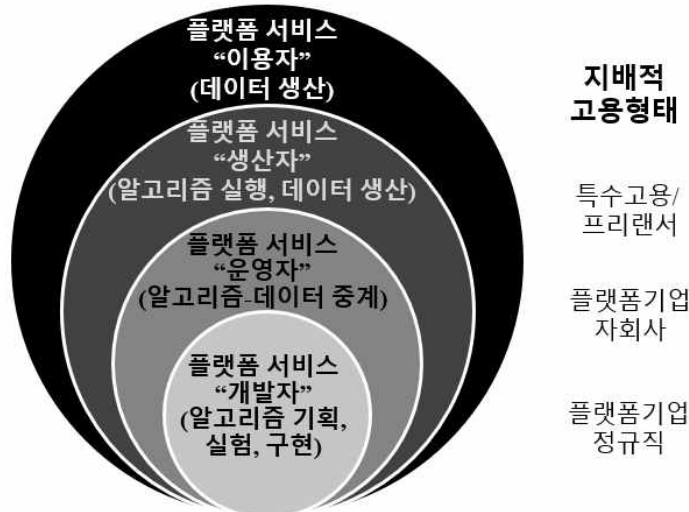 플랫폼 서비스
“이용자”
(데이터 생산)
플랫폼 서비스
“생산자”
(알고리즘 실행, 데이터 생산)
플랫폼 서비스
“운영자”
(알고리즘-데이터 중계)
플랫폼 서비스
“개발자”
(알고리즘 기획,
실험, 구현)
지배적
고용형태
특수고용/
프리랜서
플랫폼기업
자회사
플랫폼기업
정규직